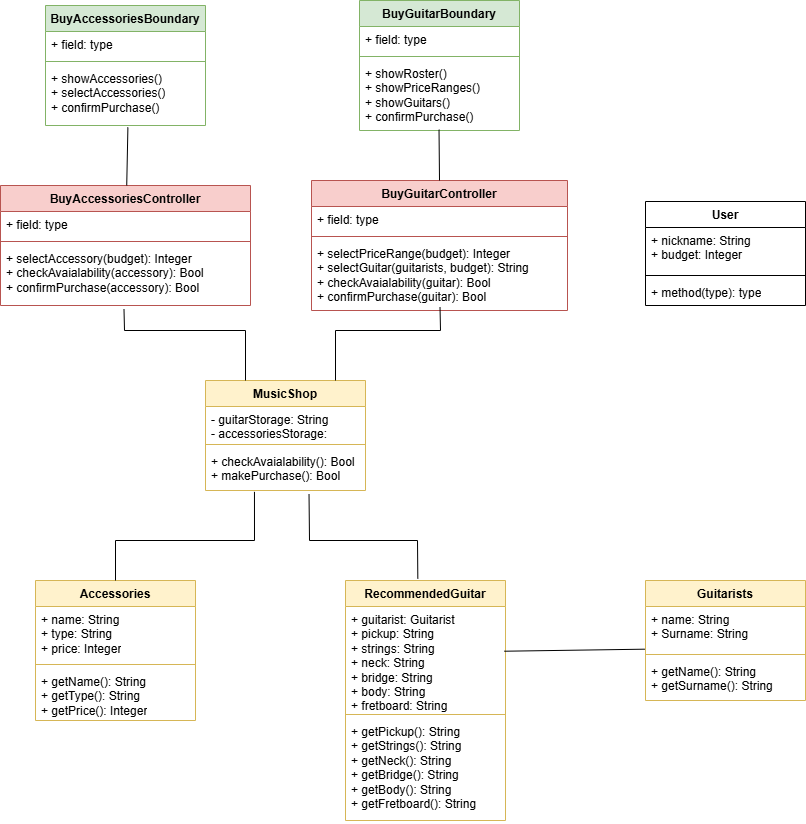 BuyAccessoriesBoundary
+ field: type
+ showAccessories()
+ selectAccessories()
+ confirmPurchase()
BuyGuitarBoundary
+ field: type
+ showRoster()
+ showPriceRanges()
+ showGuitars()
+ confirmPurchase()
BuyAccessoriesController
+ field: type
+ selectAccessory(budget): Integer
+ checkAvaialability(accessory): Bool
+ confirmPurchase(accessory): Bool
BuyGuitarController
+ field: type
+ selectPriceRange(budget): Integer
+ selectGuitar(guitarists, budget): String
+ checkAvaialability(guitar): Bool
+ confirmPurchase(guitar): Bool
User
+ nickname: String
+ budget: Integer
+ method(type): type
MusicShop
- guitarStorage: String
- accessoriesStorage:
+ checkAvaialability(): Bool
+ makePurchase(): Bool
Accessories
+ name: String
+ type: String
+ price: Integer
+ getName(): String
+ getType(): String
+ getPrice(): Integer
RecommendedGuitar
+ guitarist: Guitarist
+ pickup: String
+ strings: String
+ neck: String
+ bridge: String
+ body: String
+ fretboard: String
+ getPickup(): String
+ getStrings(): String
+ getNeck(): String
+ getBridge(): String
+ getBody(): String
+ getFretboard(): String
Guitarists
+ name: String
+ Surname: String
+ getName(): String
+ getSurname(): String